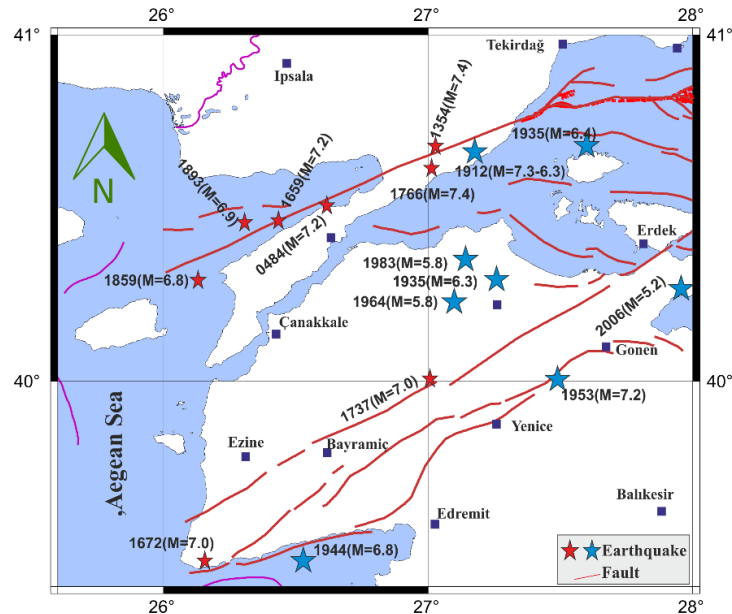 26°
27°
28°
41°
41°
Tekirdağ
Ipsala
1354(M=7.4)
1935(M=6.4)
1659(M=7.2)
1893(M=6.9)
1912(M=7.3-6.3)
N
1766(M=7.4)
0484(M=7.2)
Erdek
1983(M=5.8)
1859(M=6.8)
1935(M=6.3)
1964(M=5.8)
2006(M=5.2)
Çanakkale
Gonen
40°
40°
1737(M=7.0)
1953(M=7.2)
,Aegean Sea
Yenice
Ezine
Bayramic
Balıkesir
Edremit
1672(M=7.0)
1944(M=6.8)
Earthquake
Fault
26°
27°
28°